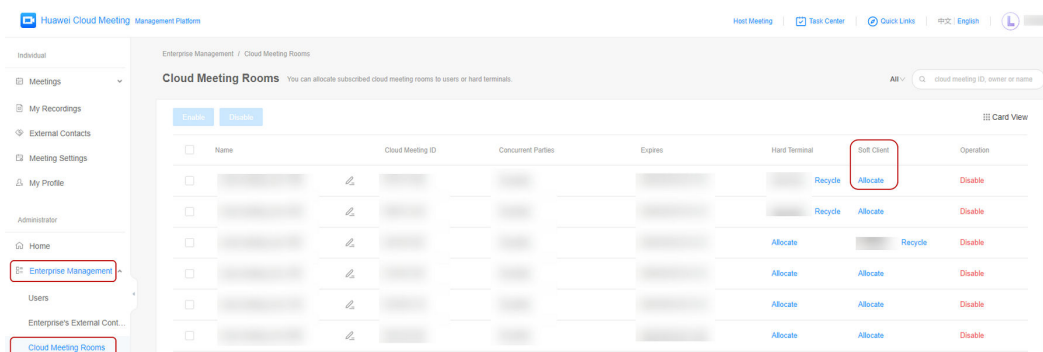 Huawei Cloud Meeting Management Platform
Host Meeting Task Center Quick Links 中文 English
Individual
Meetings
My Recordings
External Contacts
Meeting Settings
My Profile
Administrator
Home
Enterprise Management
Users
Enterprise's External Cont...
Cloud Meeting Rooms
Enterprise Management / Cloud Meeting Rooms
Cloud Meeting Rooms You can allocate subscribed cloud meeting rooms to users or hard terminals.
All cloud meeting ID, owner or name
Enable Disable
Card View
Name Cloud Meeting ID Concurrent Parties Expires Hard Terminal Soft Client Operation
Recycle Allocate Disable
Recycle Allocate Disable
Allocate Recycle Disable
Allocate Allocate Disable
Allocate Allocate Disable
Allocate Allocate Disable